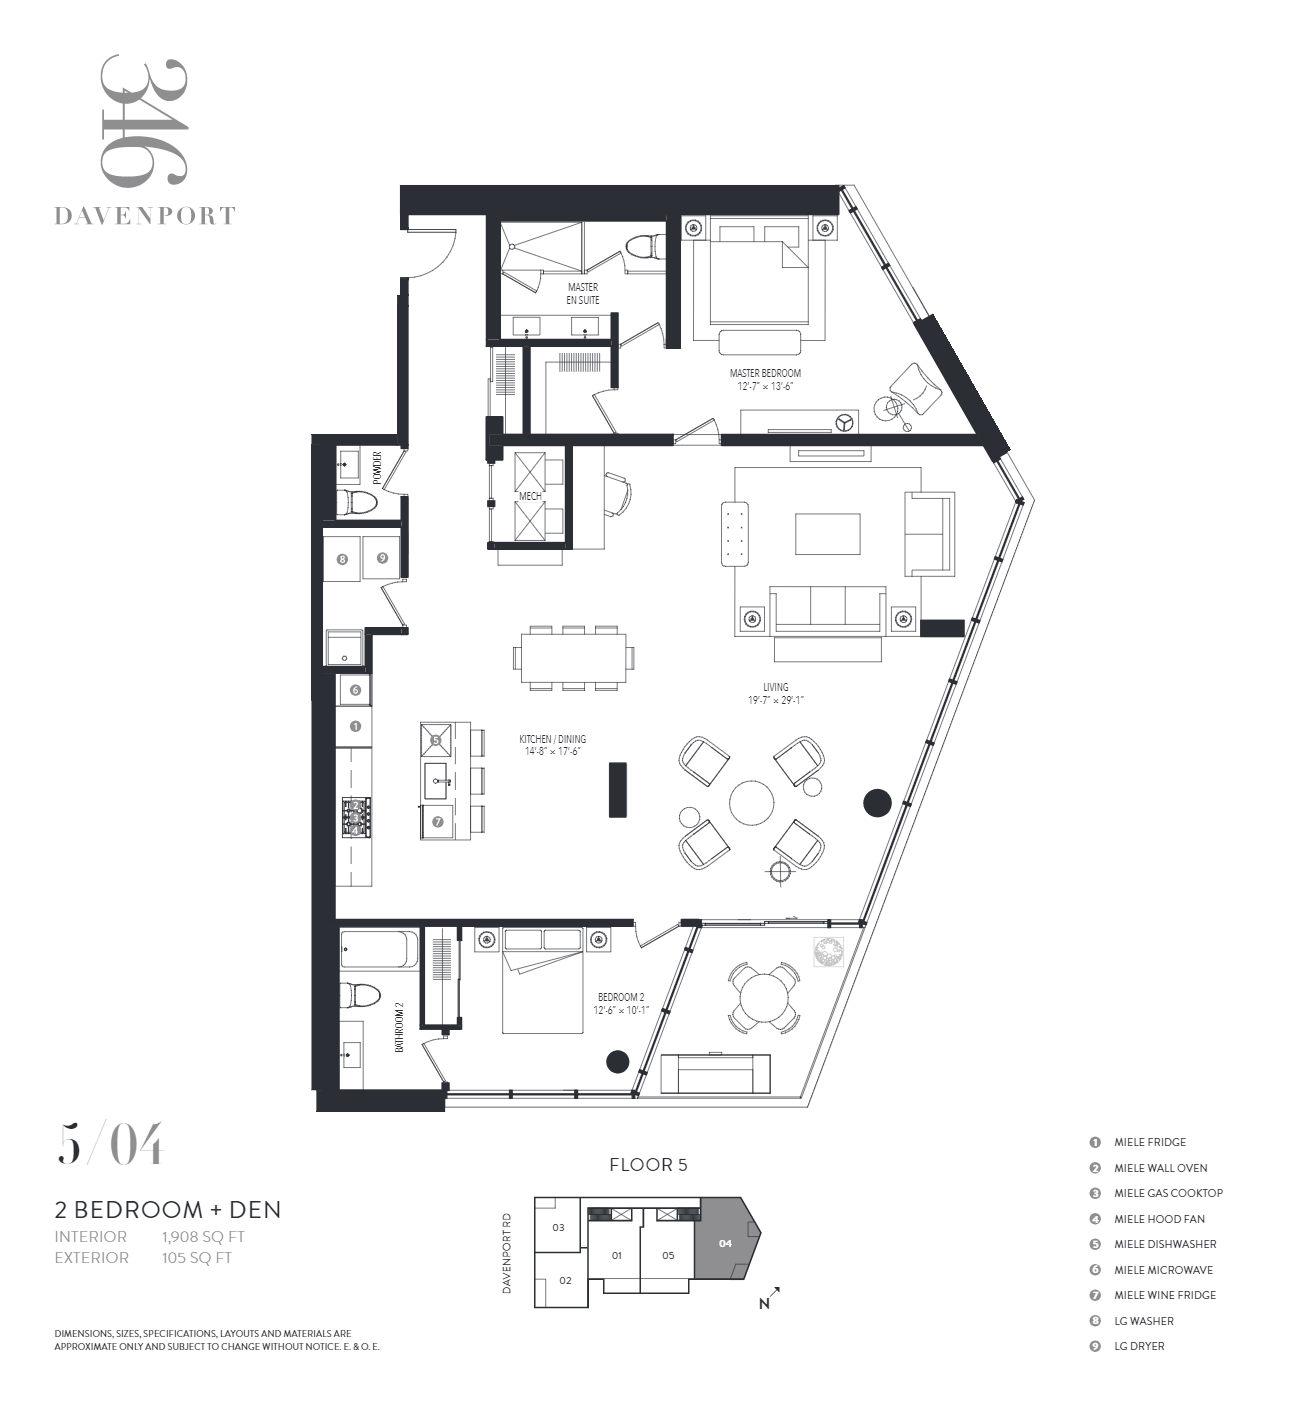 346
DAVENPORT
MASTER
EN SUITE
MASTER BEDROOM
12'-7" × 13'-6"
POWDER
MECH
8
9
6
1
LIVING
19'-7" × 29'-1"
KITCHEN / DINING
14'-8" × 17'-6"
5
2
3
4
7
BEDROOM 2
12'-6" × 10'-1"
BATHROOM 2
5/04
2 BEDROOM + DEN
INTERIOR 1,908 SQ FT
EXTERIOR 105 SQ FT
DIMENSIONS, SIZES, SPECIFICATIONS, LAYOUTS AND MATERIALS ARE
APPROXIMATE ONLY AND SUBJECT TO CHANGE WITHOUT NOTICE. E. & O. E.
FLOOR 5
DAVENPORT RD
03
04
01
05
02
N
1 MIELE FRIDGE
2 MIELE WALL OVEN
3 MIELE GAS COOKTOP
4 MIELE HOOD FAN
5 MIELE DISHWASHER
6 MIELE MICROWAVE
7 MIELE WINE FRIDGE
8 LG WASHER
9 LG DRYER